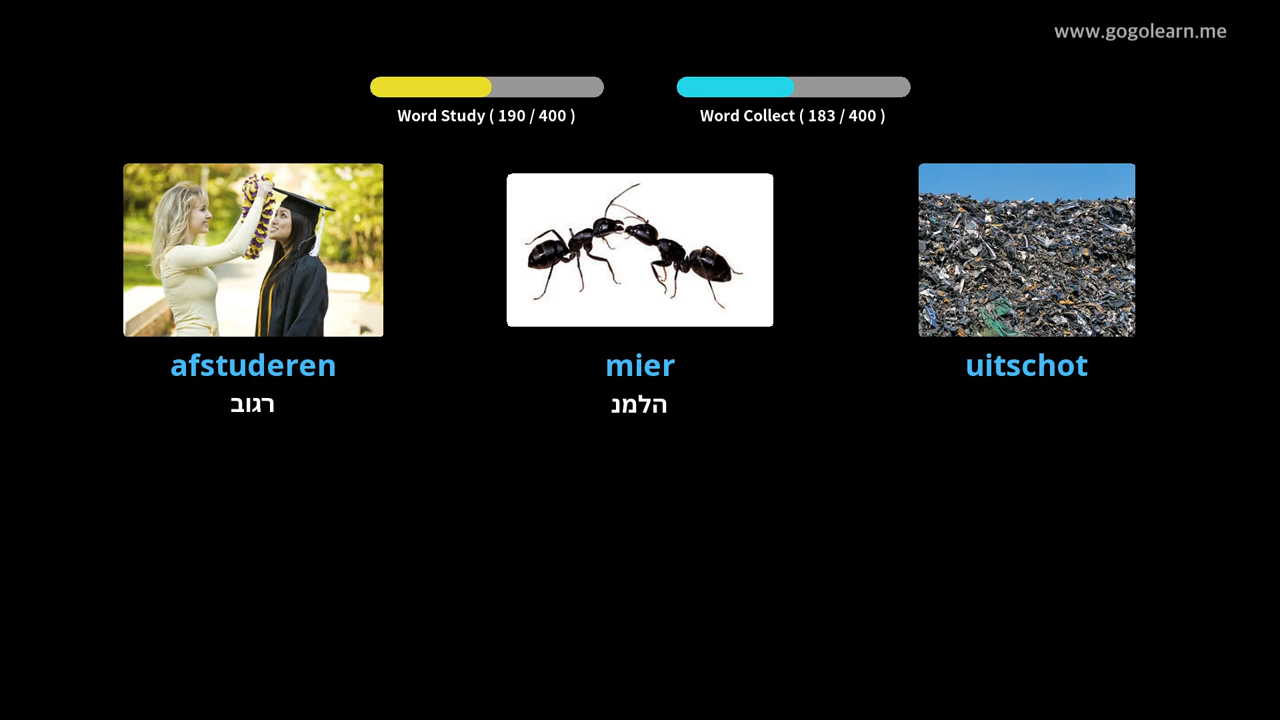 www.gogolearn.me
Word Study ( 190 / 400 )
Word Collect ( 183 / 400 )
afstuderen
רגוב
mier
הלמנ
uitschot